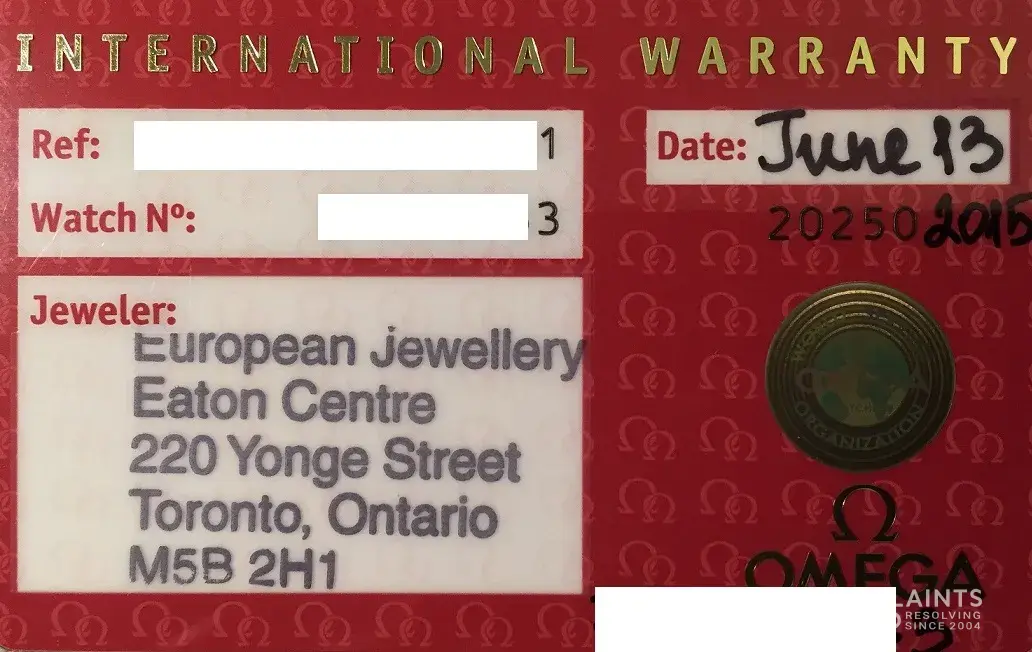 INTERNATIONAL WARRANTY
Ref: 1
Watch Nº: 3
Date: June 13
20250 2015
Jeweler:
European Jewellery
Eaton Centre
220 Yonge Street
Toronto, Ontario
M5B 2H1
ORGANIZATION
Ω
OMEGA
LAINTS
RESOLVING
SINCE 2004